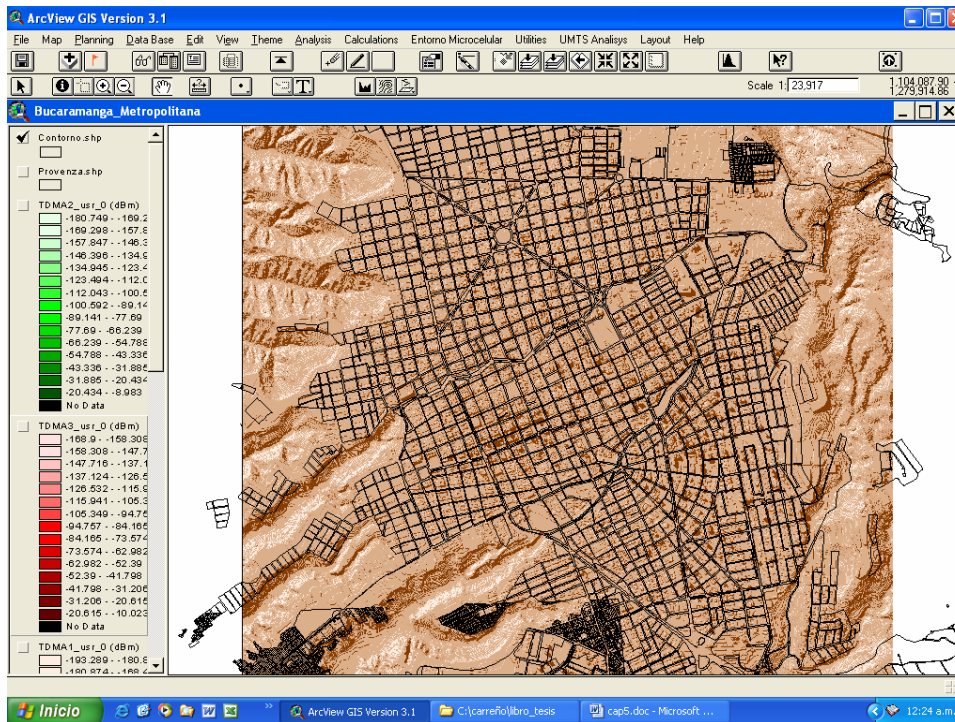 ArcView GIS Version 3.1
File Map Planning Data Base Edit View Theme Analysis Calculations Entorno Microcelular Utilities UMTS Analisys Layout Help
Scale 1: 23,917
1,104,087.90
1,279,914.86
Bucaramanga_Metropolitana
Contorno.shp
Provenza.shp
TDMA2_usr_0 (dBm)
-180.749 - -169.2
-169.298 - -157.8
-157.847 - -146.3
-146.396 - -134.9
-134.945 - -123.4
-123.494 - -112.0
-112.043 - -100.5
-100.592 - -89.14
-89.141 - -77.69
-77.69 - -66.239
-66.239 - -54.788
-54.788 - -43.336
-43.336 - -31.885
-31.885 - -20.434
-20.434 - -8.983
No Data
TDMA3_usr_0 (dBm)
-168.9 - -158.308
-158.308 - -147.7
-147.716 - -137.1
-137.124 - -126.5
-126.532 - -115.9
-115.941 - -105.3
-105.349 - -94.75
-94.757 - -84.165
-84.165 - -73.574
-73.574 - -62.982
-62.982 - -52.39
-52.39 - -41.798
-41.798 - -31.206
-31.206 - -20.615
-20.615 - -10.023
No Data
TDMA1_usr_0 (dBm)
-193.289 - -180.8
-180.874 - -168.4
Inicio
ArcView GIS Version 3.1
C:\carreño\libro_tesis
cap5.doc - Microsoft ...
12:24 a.m.